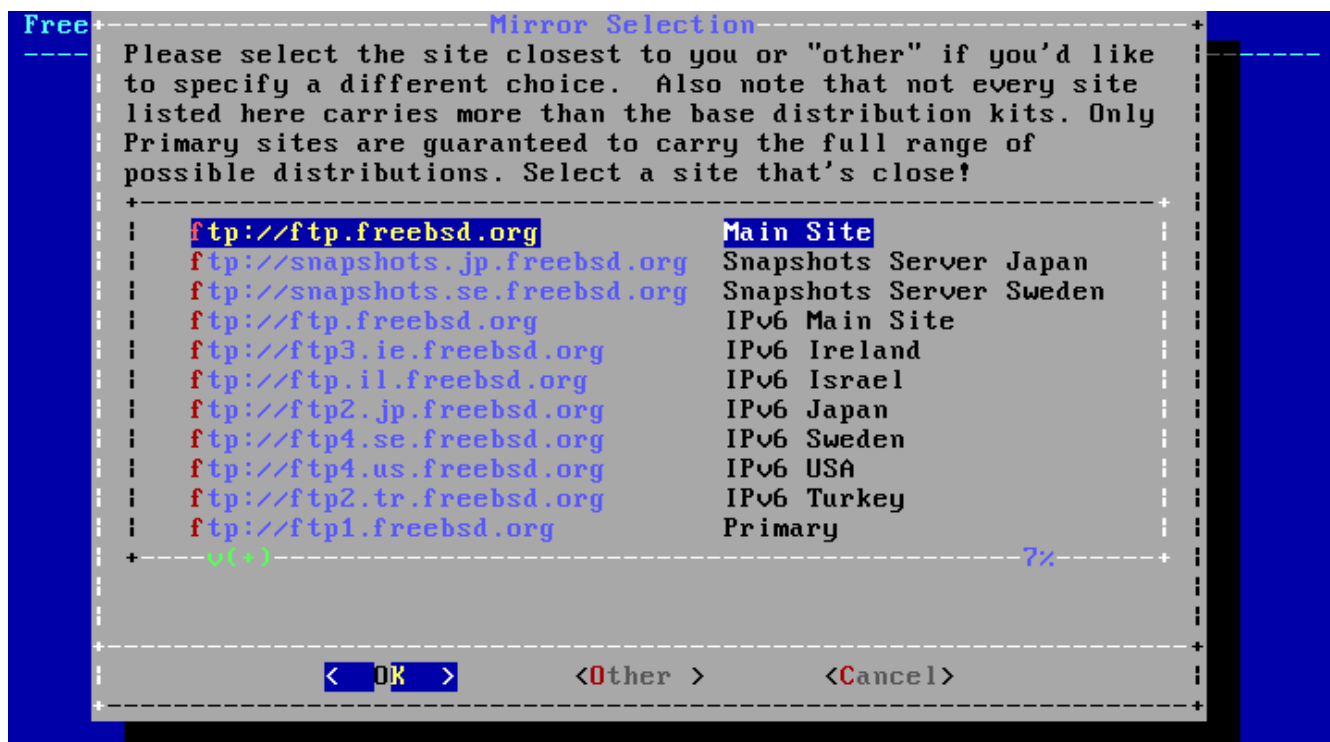 Free
Mirror Selection
Please select the site closest to you or "other" if you'd like
to specify a different choice.  Also note that not every site
listed here carries more than the base distribution kits. Only
Primary sites are guaranteed to carry the full range of
possible distributions. Select a site that's close!
ftp://ftp.freebsd.org Main Site
ftp://snapshots.jp.freebsd.org Snapshots Server Japan
ftp://snapshots.se.freebsd.org Snapshots Server Sweden
ftp://ftp.freebsd.org IPv6 Main Site
ftp://ftp3.ie.freebsd.org IPv6 Ireland
ftp://ftp.il.freebsd.org IPv6 Israel
ftp://ftp2.jp.freebsd.org IPv6 Japan
ftp://ftp4.se.freebsd.org IPv6 Sweden
ftp://ftp4.us.freebsd.org IPv6 USA
ftp://ftp2.tr.freebsd.org IPv6 Turkey
ftp://ftp1.freebsd.org Primary
v(+) 7%
< OK > <Other > <Cancel>